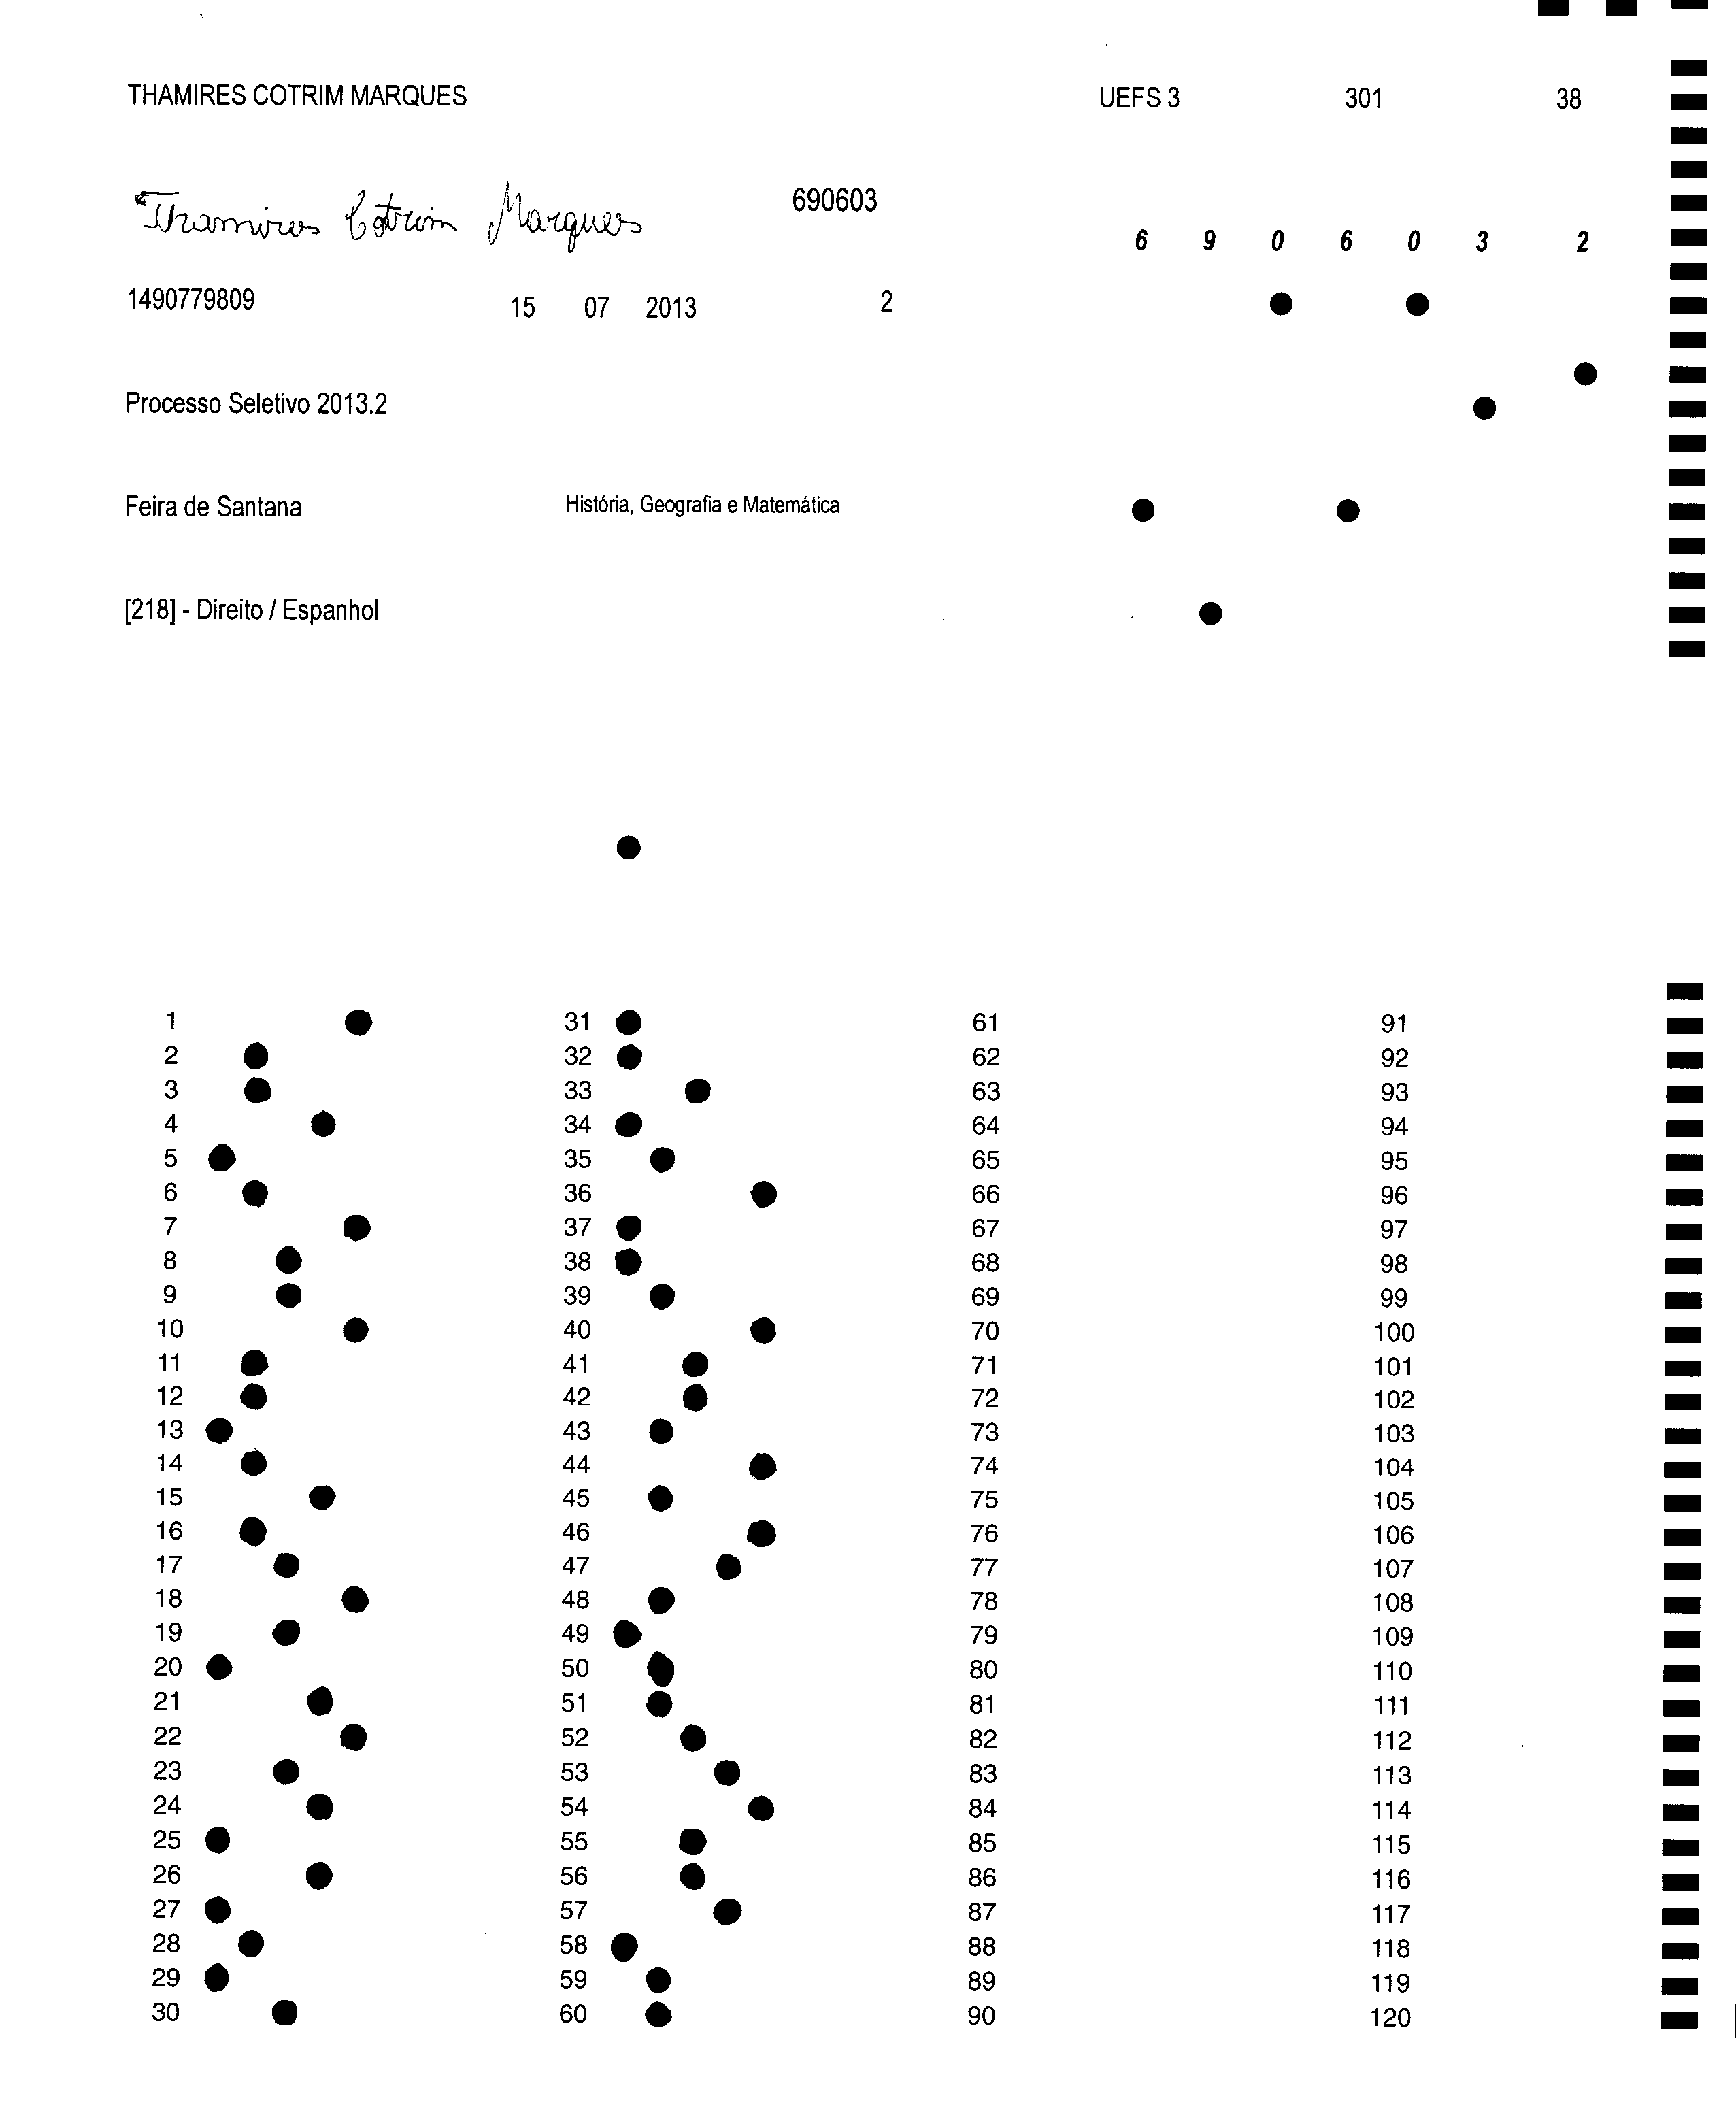 THAMIRES COTRIM MARQUES UEFS 3 301 38
Thamires Cotrim Marques 690603
6 9 0 6 0 3 2
1490779809 15 07 2013 2
Processo Seletivo 2013.2
Feira de Santana História, Geografia e Matemática
[218] - Direito / Espanhol
1 31 61 91
2 32 62 92
3 33 63 93
4 34 64 94
5 35 65 95
6 36 66 96
7 37 67 97
8 38 68 98
9 39 69 99
10 40 70 100
11 41 71 101
12 42 72 102
13 43 73 103
14 44 74 104
15 45 75 105
16 46 76 106
17 47 77 107
18 48 78 108
19 49 79 109
20 50 80 110
21 51 81 111
22 52 82 112
23 53 83 113
24 54 84 114
25 55 85 115
26 56 86 116
27 57 87 117
28 58 88 118
29 59 89 119
30 60 90 120